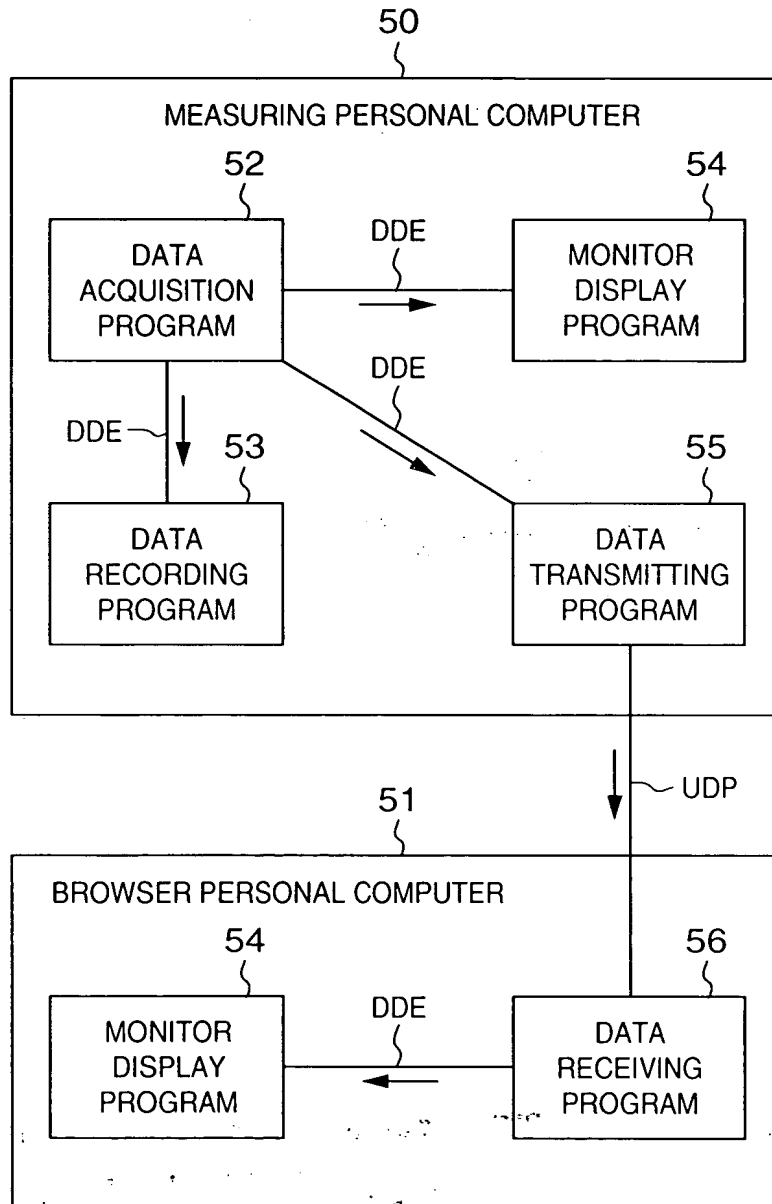 50
MEASURING PERSONAL COMPUTER
52
54
DATA
ACQUISITION
PROGRAM
DDE
MONITOR
DISPLAY
PROGRAM
DDE
DDE
53
55
DATA
RECORDING
PROGRAM
DATA
TRANSMITTING
PROGRAM
UDP
51
BROWSER PERSONAL COMPUTER
54
56
MONITOR
DISPLAY
PROGRAM
DDE
DATA
RECEIVING
PROGRAM